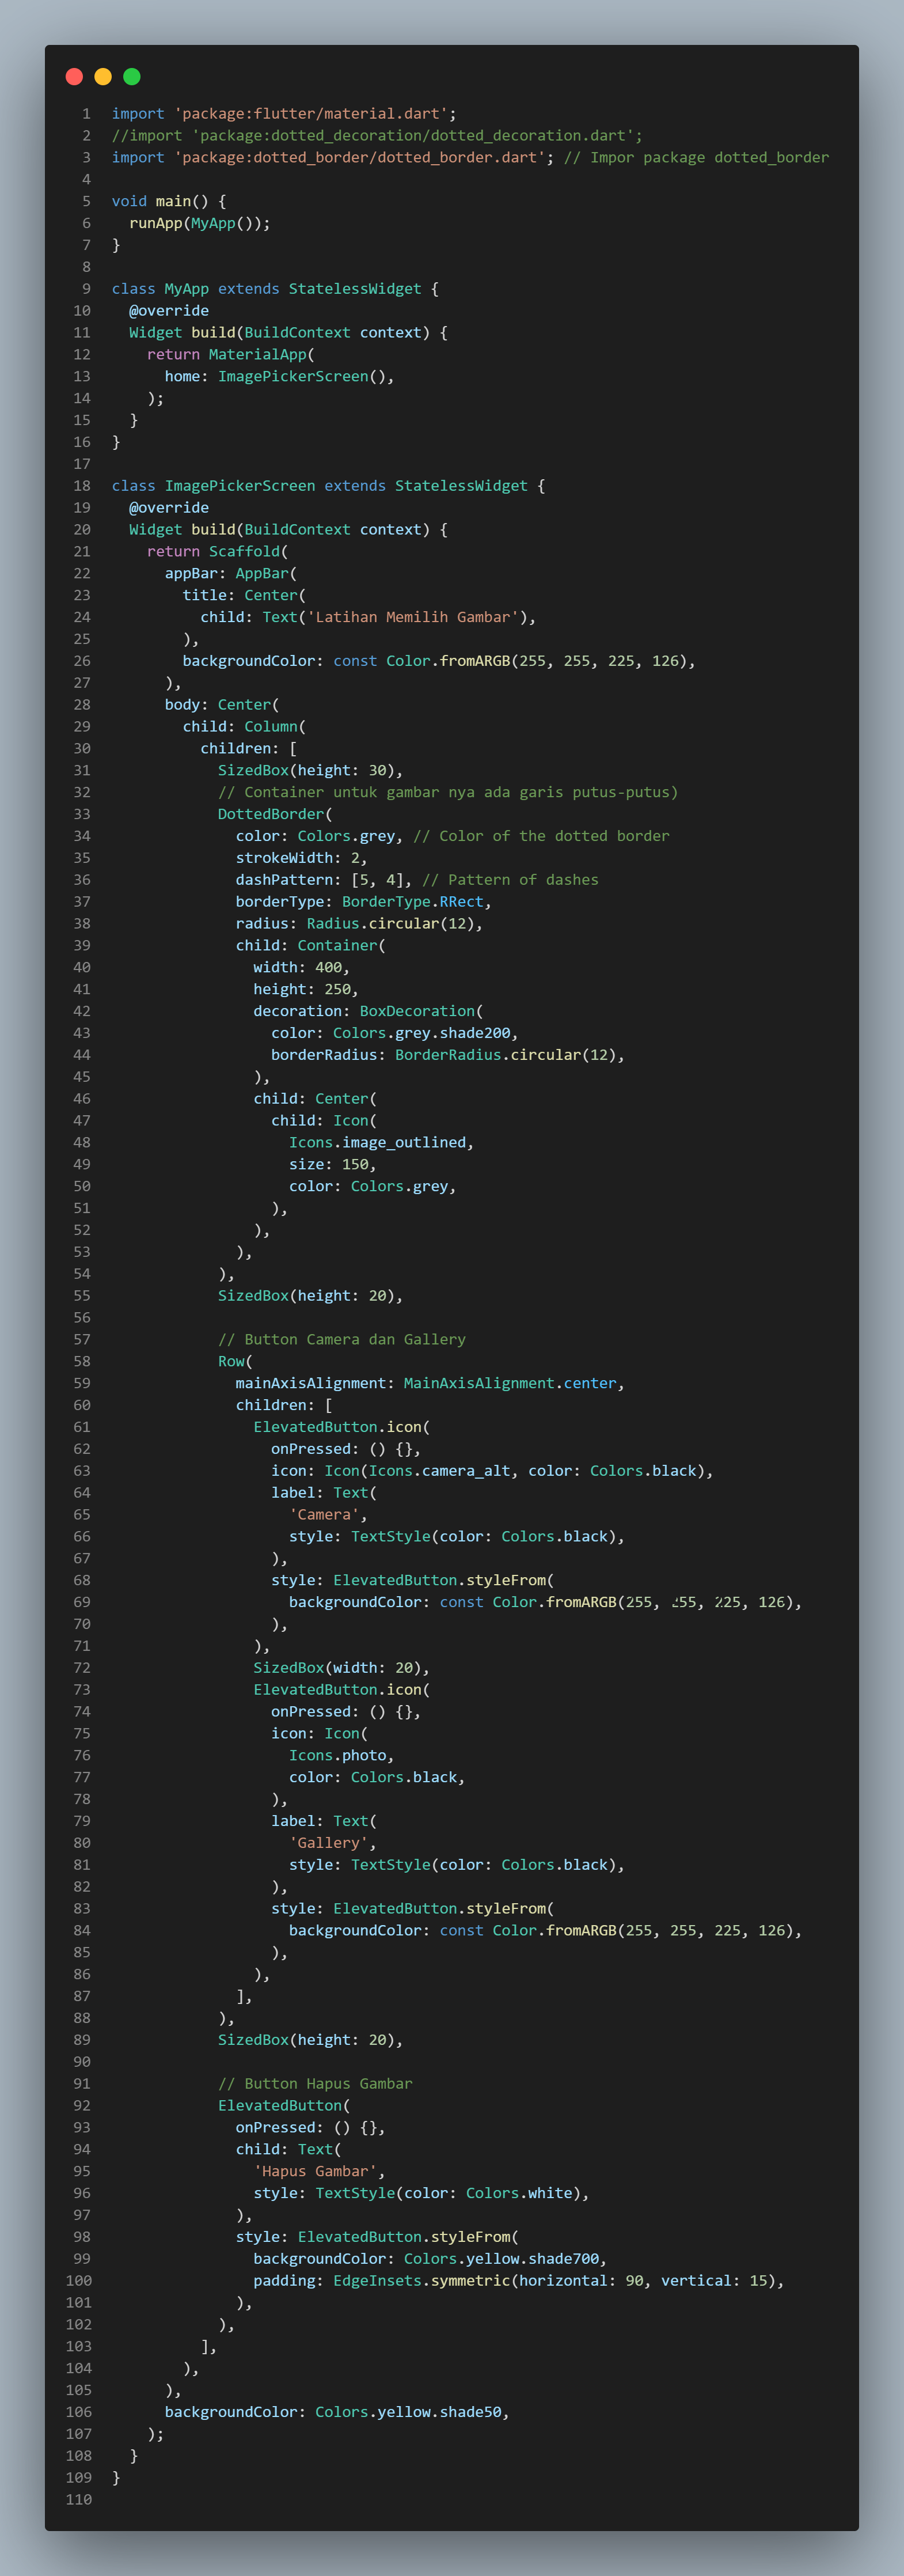 1 import 'package:flutter/material.dart';
2 //import 'package:dotted_decoration/dotted_decoration.dart';
3 import 'package:dotted_border/dotted_border.dart'; // Impor package dotted_border
4
5 void main() {
6   runApp(MyApp());
7 }
8
9 class MyApp extends StatelessWidget {
10   @override
11   Widget build(BuildContext context) {
12     return MaterialApp(
13       home: ImagePickerScreen(),
14     );
15   }
16 }
17
18 class ImagePickerScreen extends StatelessWidget {
19   @override
20   Widget build(BuildContext context) {
21     return Scaffold(
22       appBar: AppBar(
23         title: Center(
24           child: Text('Latihan Memilih Gambar'),
25         ),
26         backgroundColor: const Color.fromARGB(255, 255, 225, 126),
27       ),
28       body: Center(
29         child: Column(
30           children: [
31             SizedBox(height: 30),
32             // Container untuk gambar nya ada garis putus-putus)
33             DottedBorder(
34               color: Colors.grey, // Color of the dotted border
35               strokeWidth: 2,
36               dashPattern: [5, 4], // Pattern of dashes
37               borderType: BorderType.RRect,
38               radius: Radius.circular(12),
39               child: Container(
40                 width: 400,
41                 height: 250,
42                 decoration: BoxDecoration(
43                   color: Colors.grey.shade200,
44                   borderRadius: BorderRadius.circular(12),
45                 ),
46                 child: Center(
47                   child: Icon(
48                     Icons.image_outlined,
49                     size: 150,
50                     color: Colors.grey,
51                   ),
52                 ),
53               ),
54             ),
55             SizedBox(height: 20),
56
57             // Button Camera dan Gallery
58             Row(
59               mainAxisAlignment: MainAxisAlignment.center,
60               children: [
61                 ElevatedButton.icon(
62                   onPressed: () {},
63                   icon: Icon(Icons.camera_alt, color: Colors.black),
64                   label: Text(
65                     'Camera',
66                     style: TextStyle(color: Colors.black),
67                   ),
68                   style: ElevatedButton.styleFrom(
69                     backgroundColor: const Color.fromARGB(255, 255, 225, 126),
70                   ),
71                 ),
72                 SizedBox(width: 20),
73                 ElevatedButton.icon(
74                   onPressed: () {},
75                   icon: Icon(
76                     Icons.photo,
77                     color: Colors.black,
78                   ),
79                   label: Text(
80                     'Gallery',
81                     style: TextStyle(color: Colors.black),
82                   ),
83                   style: ElevatedButton.styleFrom(
84                     backgroundColor: const Color.fromARGB(255, 255, 225, 126),
85                   ),
86                 ),
87               ],
88             ),
89             SizedBox(height: 20),
90
91             // Button Hapus Gambar
92             ElevatedButton(
93               onPressed: () {},
94               child: Text(
95                 'Hapus Gambar',
96                 style: TextStyle(color: Colors.white),
97               ),
98               style: ElevatedButton.styleFrom(
99                 backgroundColor: Colors.yellow.shade700,
100                 padding: EdgeInsets.symmetric(horizontal: 90, vertical: 15),
101               ),
102             ),
103           ],
104         ),
105       ),
106       backgroundColor: Colors.yellow.shade50,
107     );
108   }
109 }
110